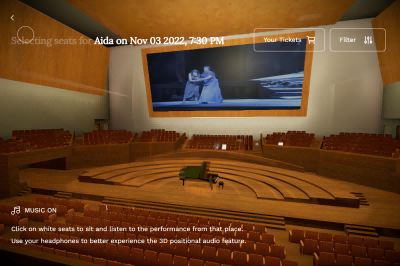 Selecting seats for Aida on Nov 03 2022, 7:30 PM
Your Tickets
Filter
MUSIC ON
Click on white seats to sit and listen to the performance from that place.
Use your headphones to better experience the 3D positional audio feature.